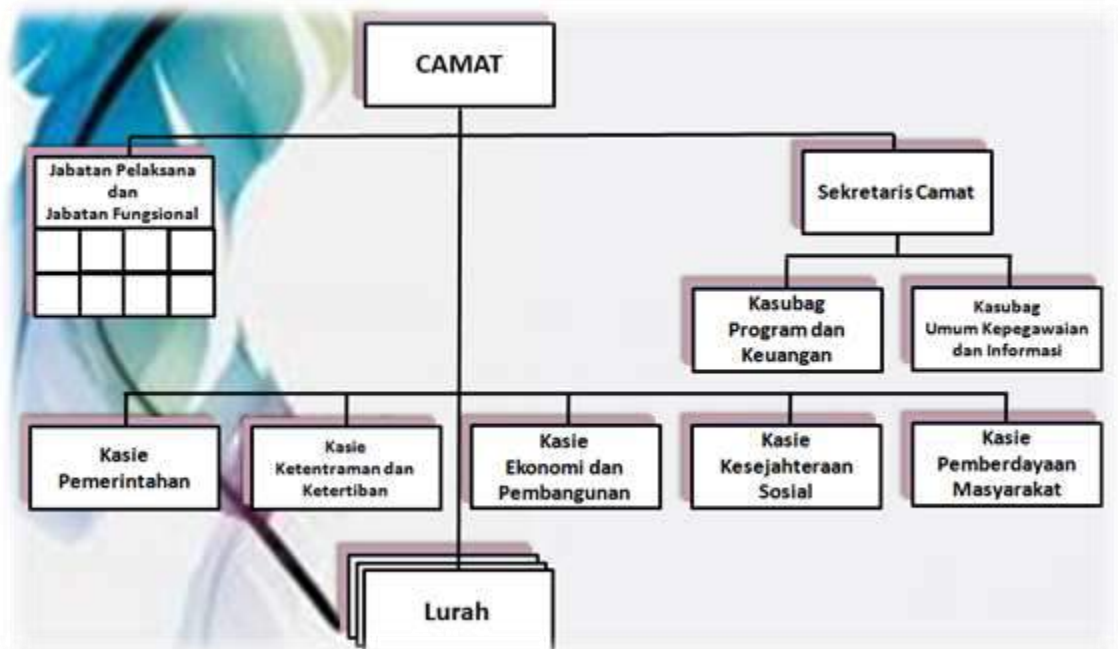 CAMAT
Jabatan Pelaksana
dan
Jabatan Fungsional
Sekretaris Camat
Kasubag
Program dan
Keuangan
Kasubag
Umum Kepegawaian
dan Informasi
Kasie
Pemerintahan
Kasie
Ketentraman dan
Ketertiban
Kasie
Ekonomi dan
Pembangunan
Kasie
Kesejahteraan
Sosial
Kasie
Pemberdayaan
Masyarakat
Lurah